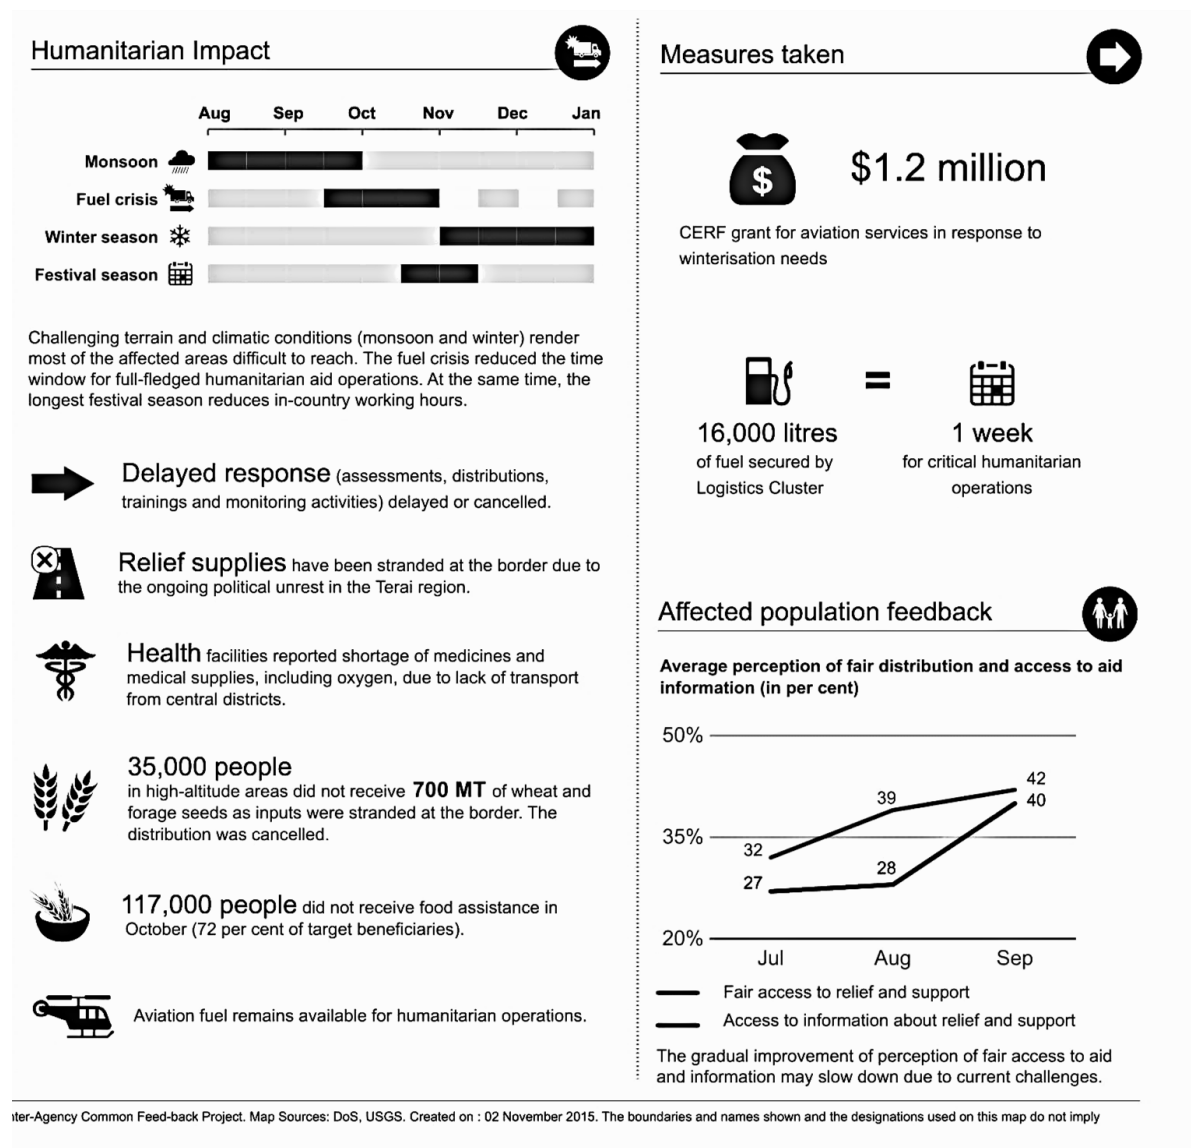 Humanitarian Impact
Aug Sep Oct Nov Dec Jan
Monsoon
Fuel crisis
Winter season
Festival season
Challenging terrain and climatic conditions (monsoon and winter) render
most of the affected areas difficult to reach. The fuel crisis reduced the time
window for full-fledged humanitarian aid operations. At the same time, the
longest festival season reduces in-country working hours.
Delayed response (assessments, distributions,
trainings and monitoring activities) delayed or cancelled.
Relief supplies have been stranded at the border due to
the ongoing political unrest in the Terai region.
Health facilities reported shortage of medicines and
medical supplies, including oxygen, due to lack of transport
from central districts.
35,000 people
in high-altitude areas did not receive 700 MT of wheat and
forage seeds as inputs were stranded at the border. The
distribution was cancelled.
117,000 people did not receive food assistance in
October (72 per cent of target beneficiaries).
Aviation fuel remains available for humanitarian operations.
Measures taken
$
$1.2 million
CERF grant for aviation services in response to
winterisation needs
=
16,000 litres
of fuel secured by
Logistics Cluster
1 week
for critical humanitarian
operations
Affected population feedback
Average perception of fair distribution and access to aid
information (in per cent)
50%
42
39
40
35%
32
28
27
20%
Jul Aug Sep
Fair access to relief and support
Access to information about relief and support
The gradual improvement of perception of fair access to aid
and information may slow down due to current challenges.
nter-Agency Common Feed-back Project. Map Sources: DoS, USGS. Created on : 02 November 2015. The boundaries and names shown and the designations used on this map do not imply